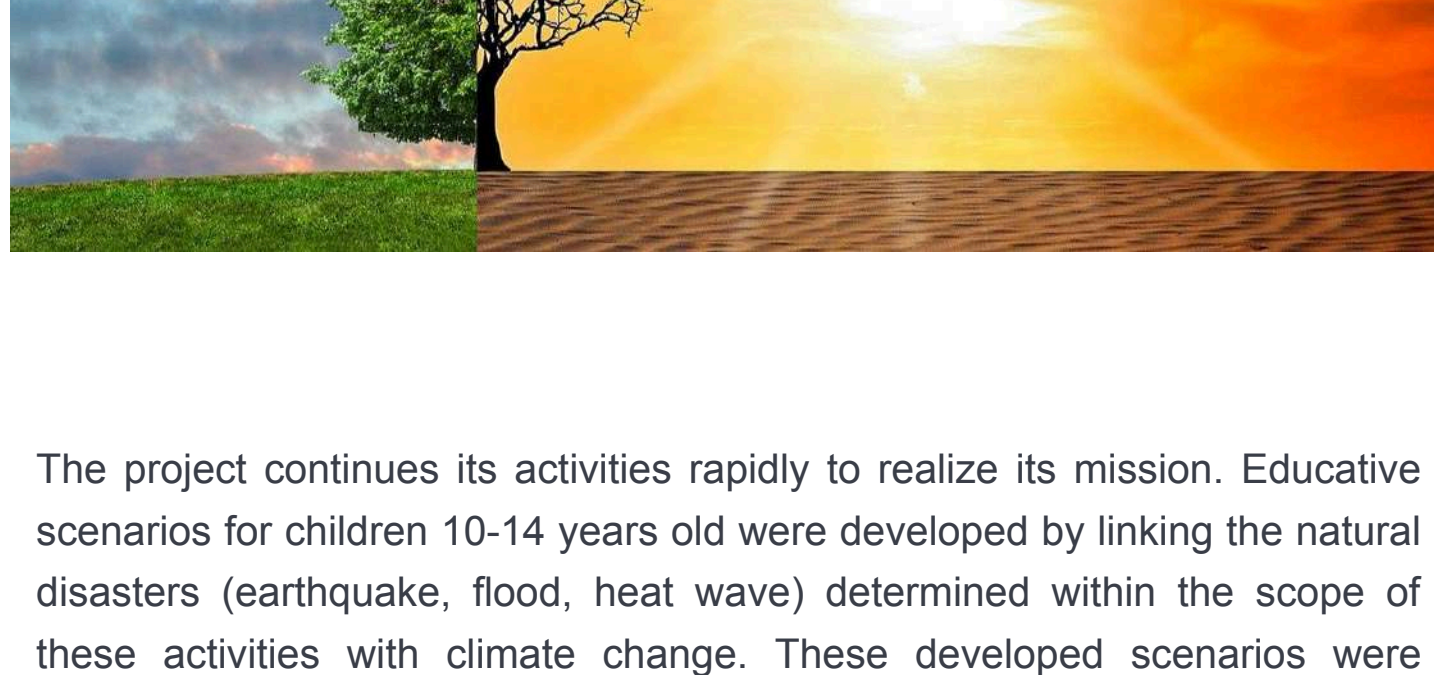 The project continues its activities rapidly to realize its mission. Educative
scenarios for children 10-14 years old were developed by linking the natural
disasters (earthquake, flood, heat wave) determined within the scope of
these activities with climate change. These developed scenarios were